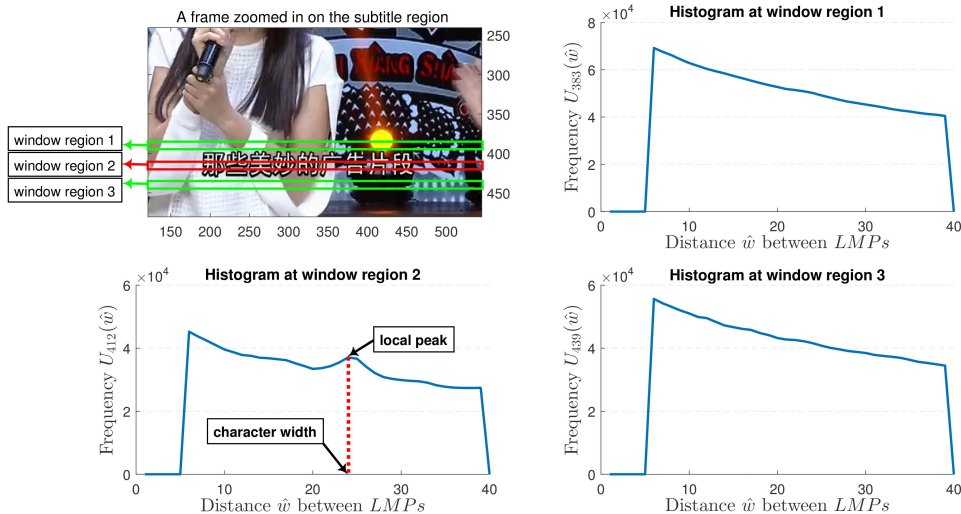 A frame zoomed in on the subtitle region
250
300
350
400
450
150 200 250 300 350 400 450 500
window region 1
window region 2
window region 3
XIANG SHA
那些美妙的广告片段
Histogram at window region 1
×10⁴
Frequency U₃₈₃(ŵ)
8
6
4
2
0
0 10 20 30 40
Distance ŵ between LMPs
Histogram at window region 2
×10⁴
Frequency U₄₁₂(ŵ)
6
4
2
0
0 10 20 30 40
Distance ŵ between LMPs
local peak
character width
Histogram at window region 3
×10⁴
Frequency U₄₃₉(ŵ)
6
4
2
0
0 10 20 30 40
Distance ŵ between LMPs